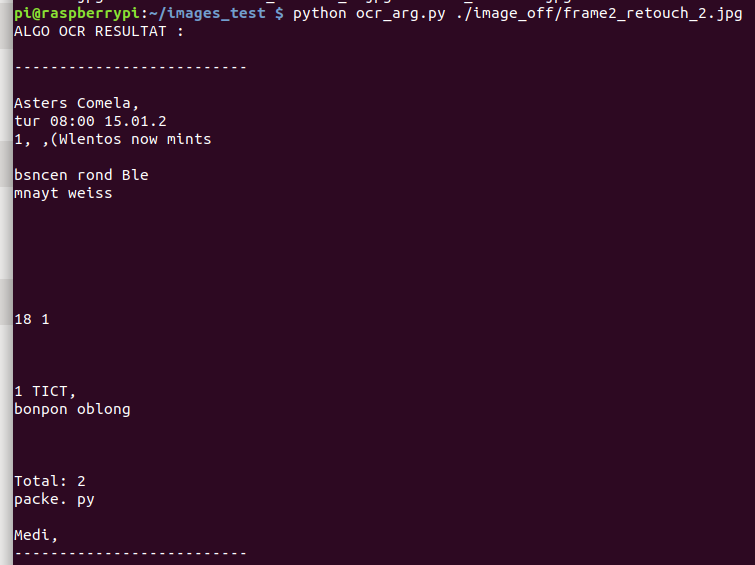 pi@raspberrypi:~/images_test $ python ocr_arg.py ./image_off/frame2_retouch_2.jpg
ALGO OCR RESULTAT :
--------------------------
Asters Comela,
tur 08:00 15.01.2
1, ,(Wlentos now mints
bsncen rond Ble
mnayt weiss
18 1
1 TICT,
bonpon oblong
Total: 2
packe. py
Medi,
--------------------------